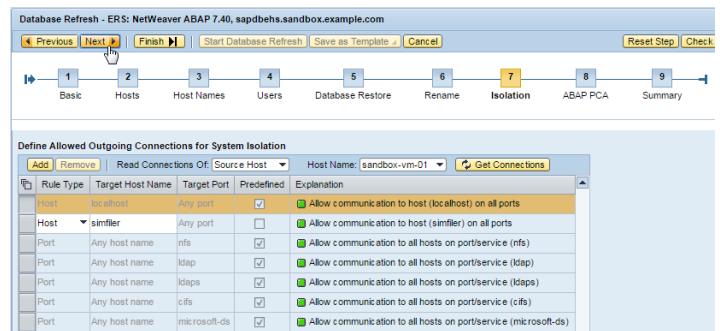 Database Refresh - ERS: NetWeaver ABAP 7.40, sapdbehs.sandbox.example.com
Previous Next Finish Start Database Refresh Save as Template Cancel Reset Step Check
1 2 3 4 5 6 7 8 9
Basic Hosts Host Names Users Database Restore Rename Isolation ABAP PCA Summary
Define Allowed Outgoing Connections for System Isolation
Add Remove Read Connections Of: Source Host Host Name: sandbox-vm-01 Get Connections
Rule Type Target Host Name Target Port Predefined Explanation
Host localhost Any port Allow communication to host (localhost) on all ports
Host simfiler Any port Allow communication to host (simfiler) on all ports
Port Any host name nfs Allow communication to all hosts on port/service (nfs)
Port Any host name ldap Allow communication to all hosts on port/service (ldap)
Port Any host name ldaps Allow communication to all hosts on port/service (ldaps)
Port Any host name cifs Allow communication to all hosts on port/service (cifs)
Port Any host name microsoft-ds Allow communication to all hosts on port/service (microsoft-ds)